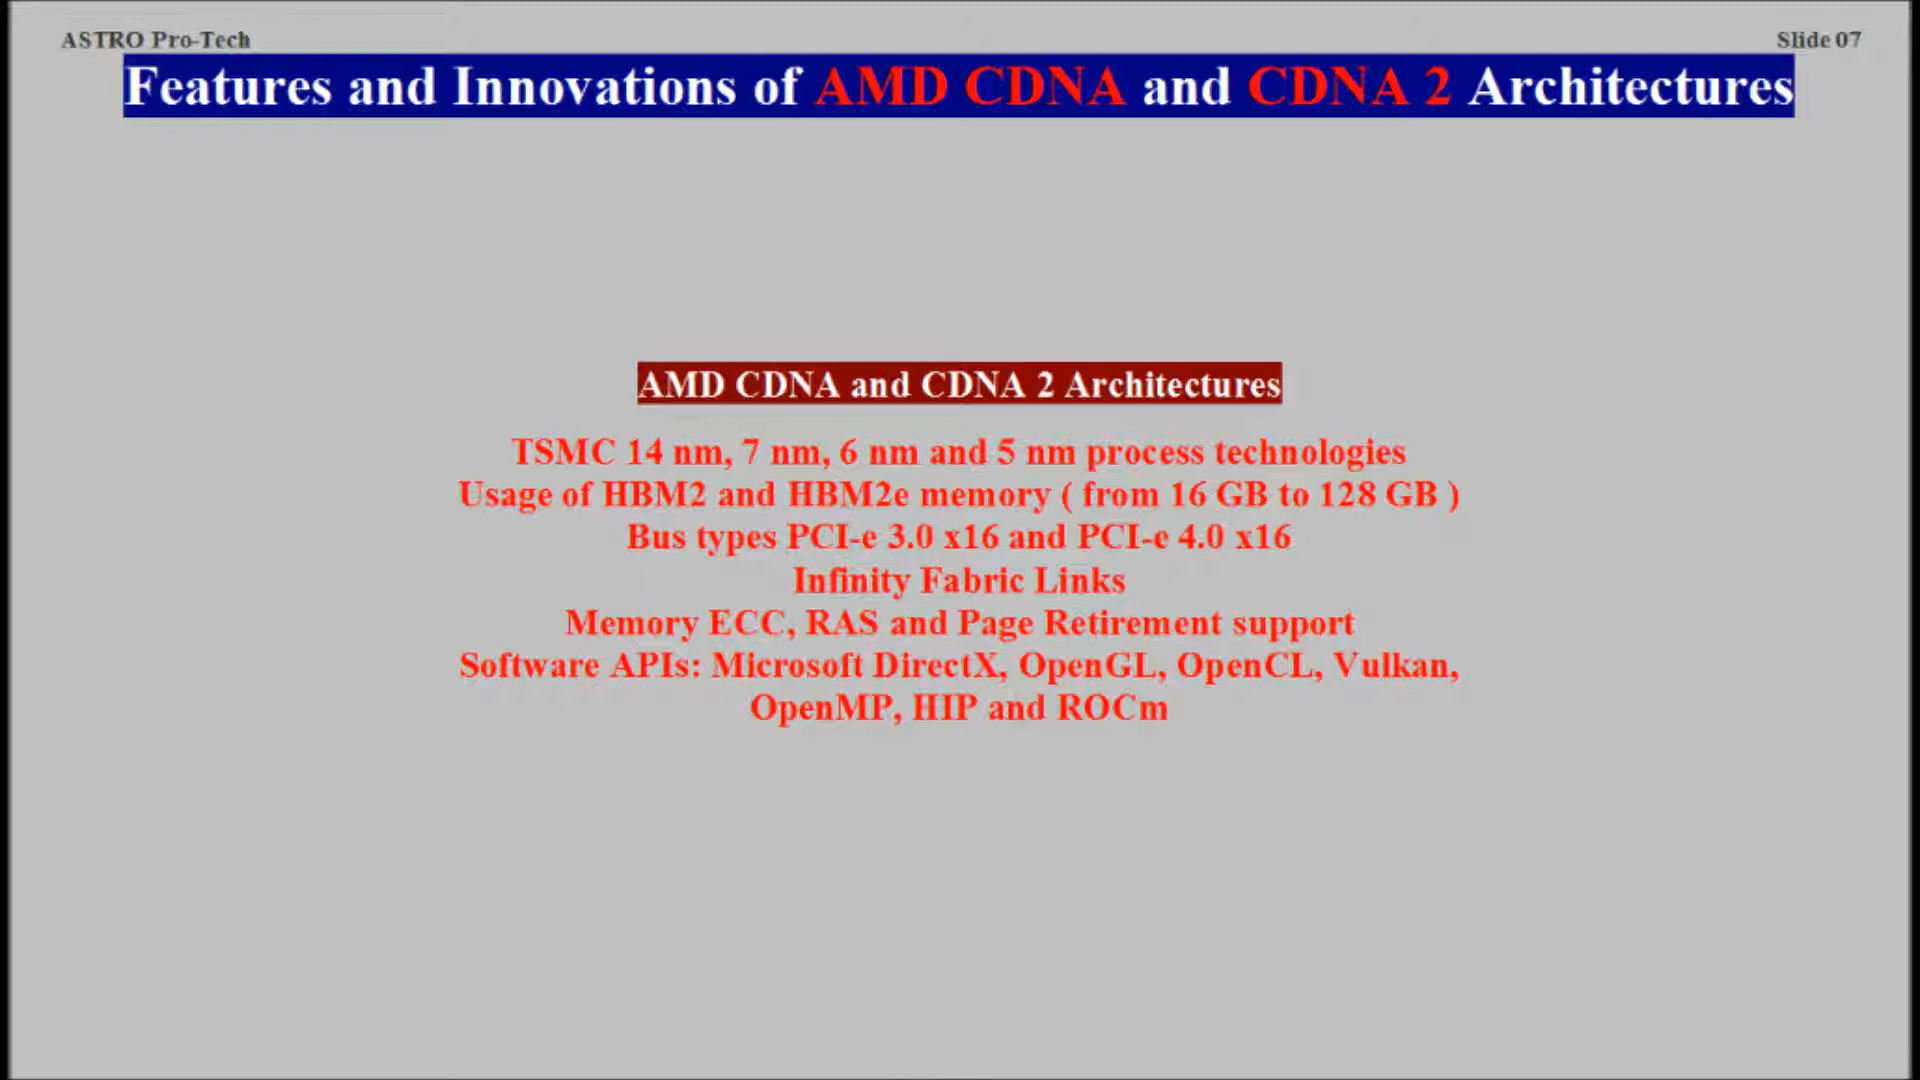 ASTRO Pro-Tech
Slide 07
Features and Innovations of AMD CDNA and CDNA 2 Architectures
AMD CDNA and CDNA 2 Architectures
TSMC 14 nm, 7 nm, 6 nm and 5 nm process technologies
Usage of HBM2 and HBM2e memory ( from 16 GB to 128 GB )
Bus types PCI-e 3.0 x16 and PCI-e 4.0 x16
Infinity Fabric Links
Memory ECC, RAS and Page Retirement support
Software APIs: Microsoft DirectX, OpenGL, OpenCL, Vulkan,
OpenMP, HIP and ROCm